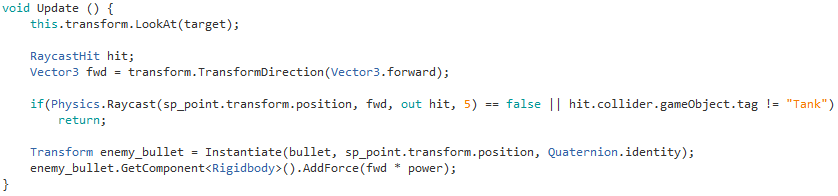 void Update () {
    this.transform.LookAt(target);

    RaycastHit hit;
    Vector3 fwd = transform.TransformDirection(Vector3.forward);

    if(Physics.Raycast(sp_point.transform.position, fwd, out hit, 5) == false || hit.collider.gameObject.tag != "Tank")
        return;

    Transform enemy_bullet = Instantiate(bullet, sp_point.transform.position, Quaternion.identity);
    enemy_bullet.GetComponent<Rigidbody>().AddForce(fwd * power);
}